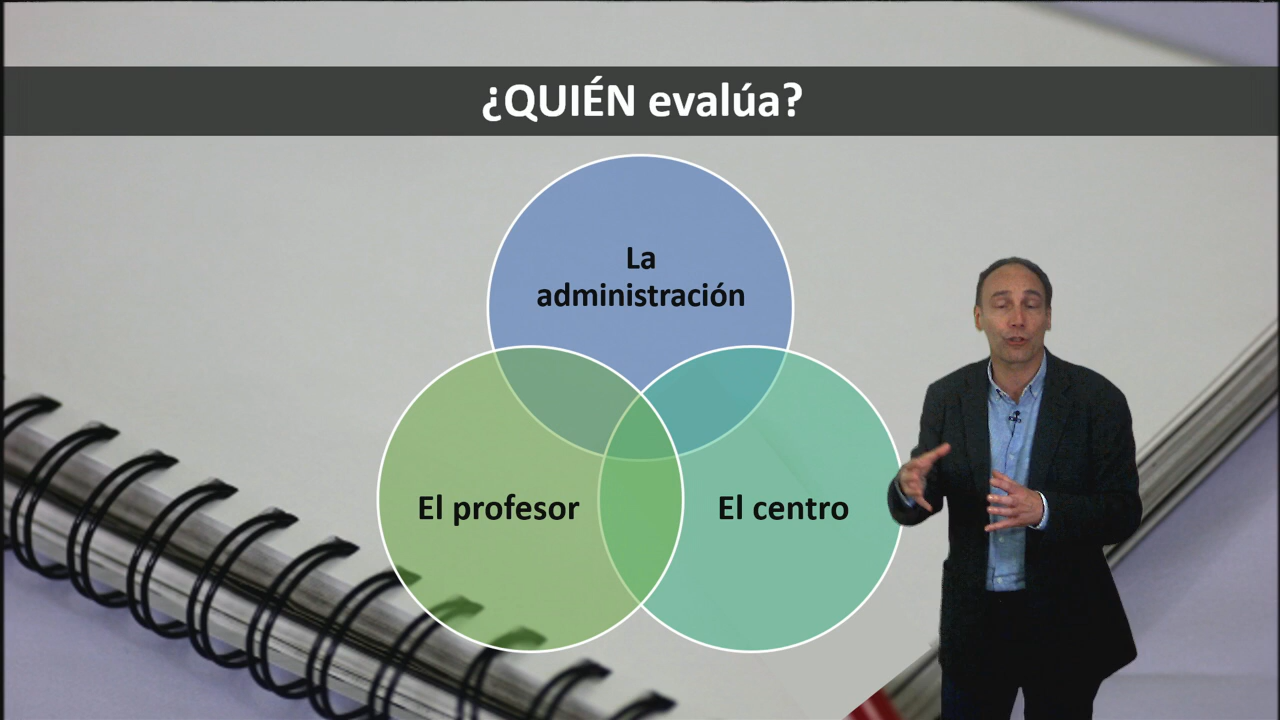 ¿QUIÉN evalúa?
La
administración
El profesor
El centro